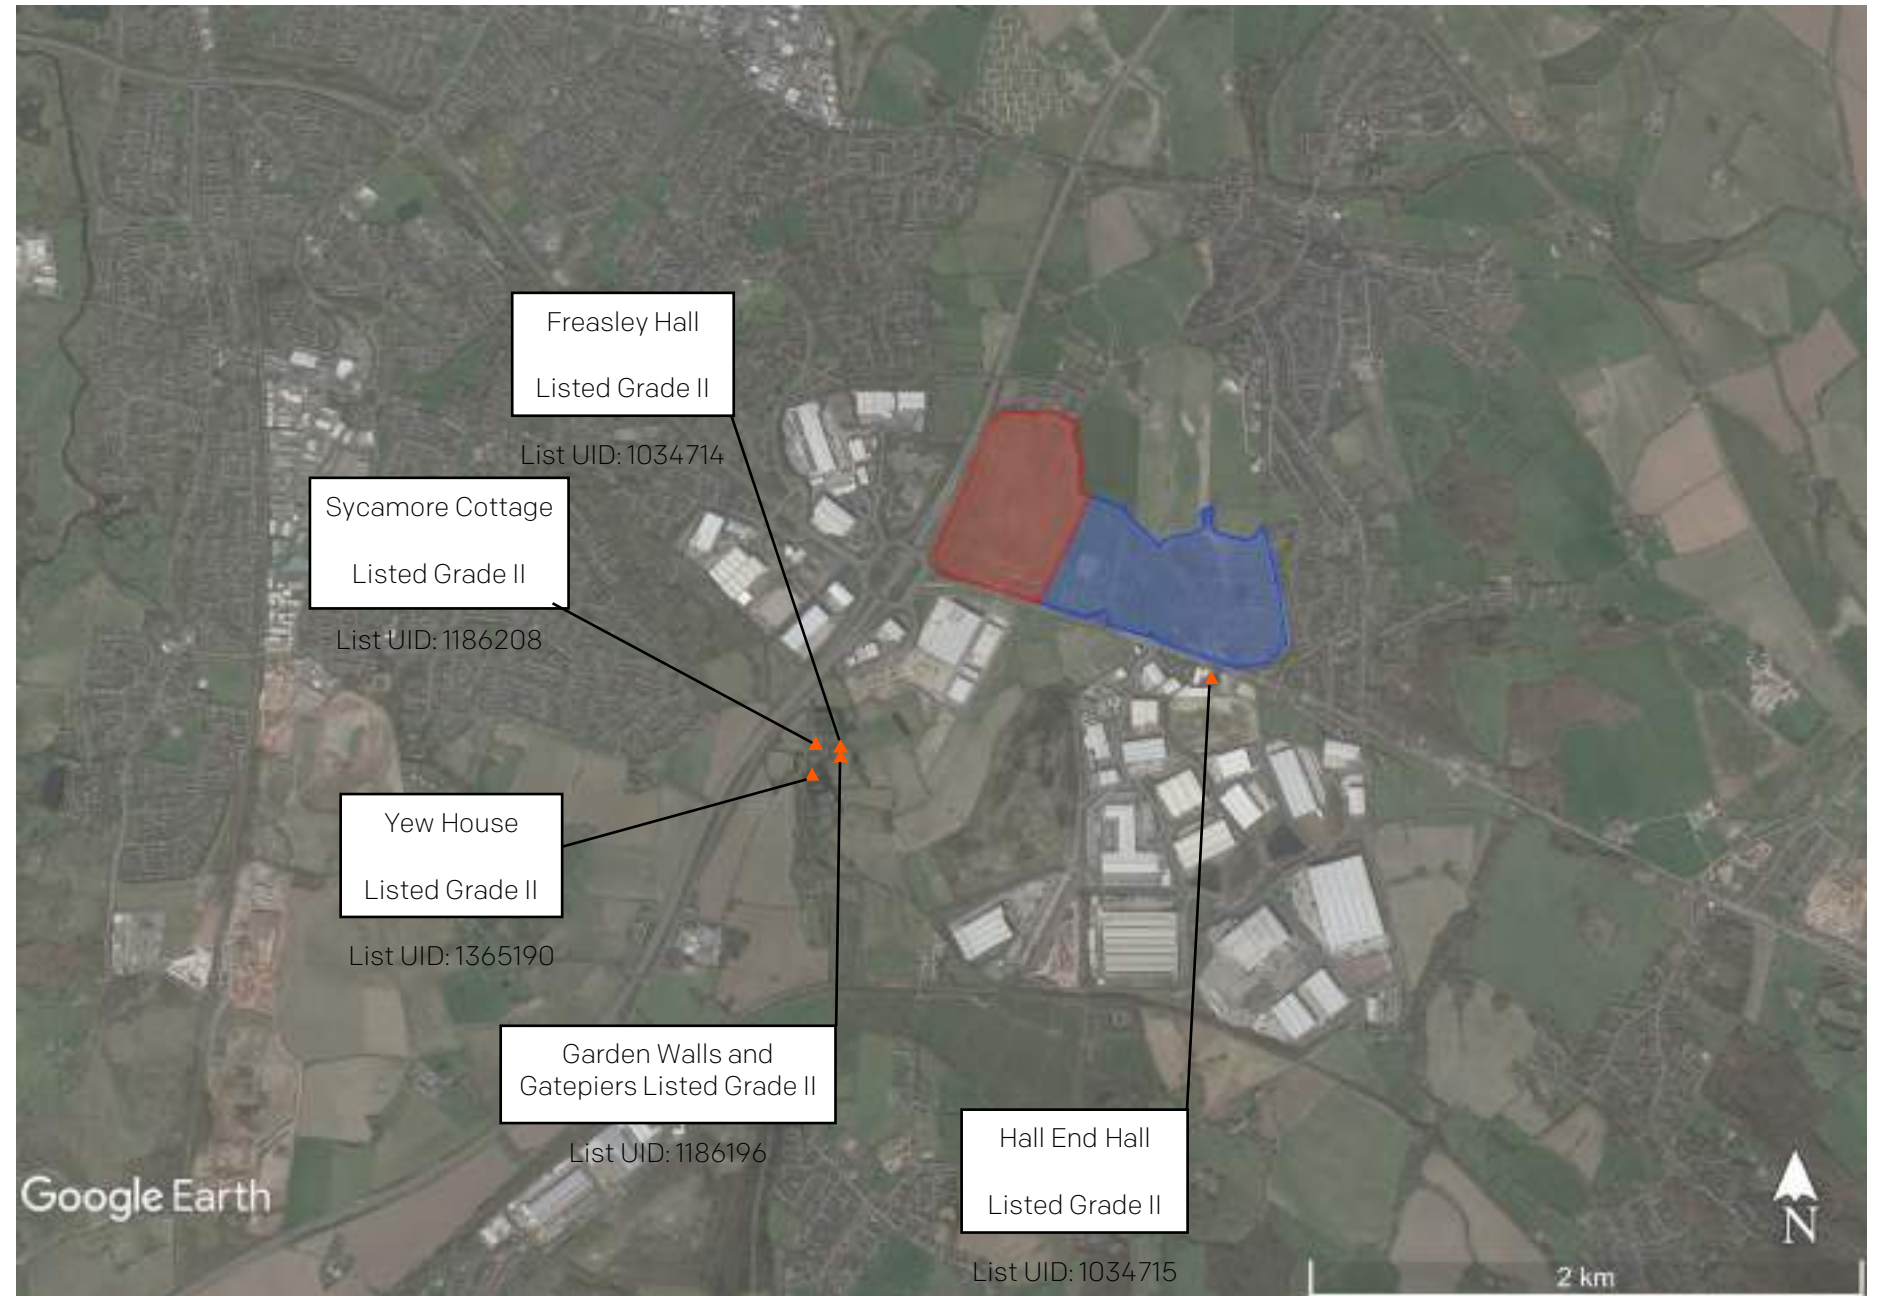 Freasley Hall
Listed Grade II
List UID: 1034714
Sycamore Cottage
Listed Grade II
List UID: 1186208
Yew House
Listed Grade II
List UID: 1365190
Garden Walls and
Gatepiers Listed Grade II
List UID: 1186196
Hall End Hall
Listed Grade II
List UID: 1034715
Google Earth
N
2 km